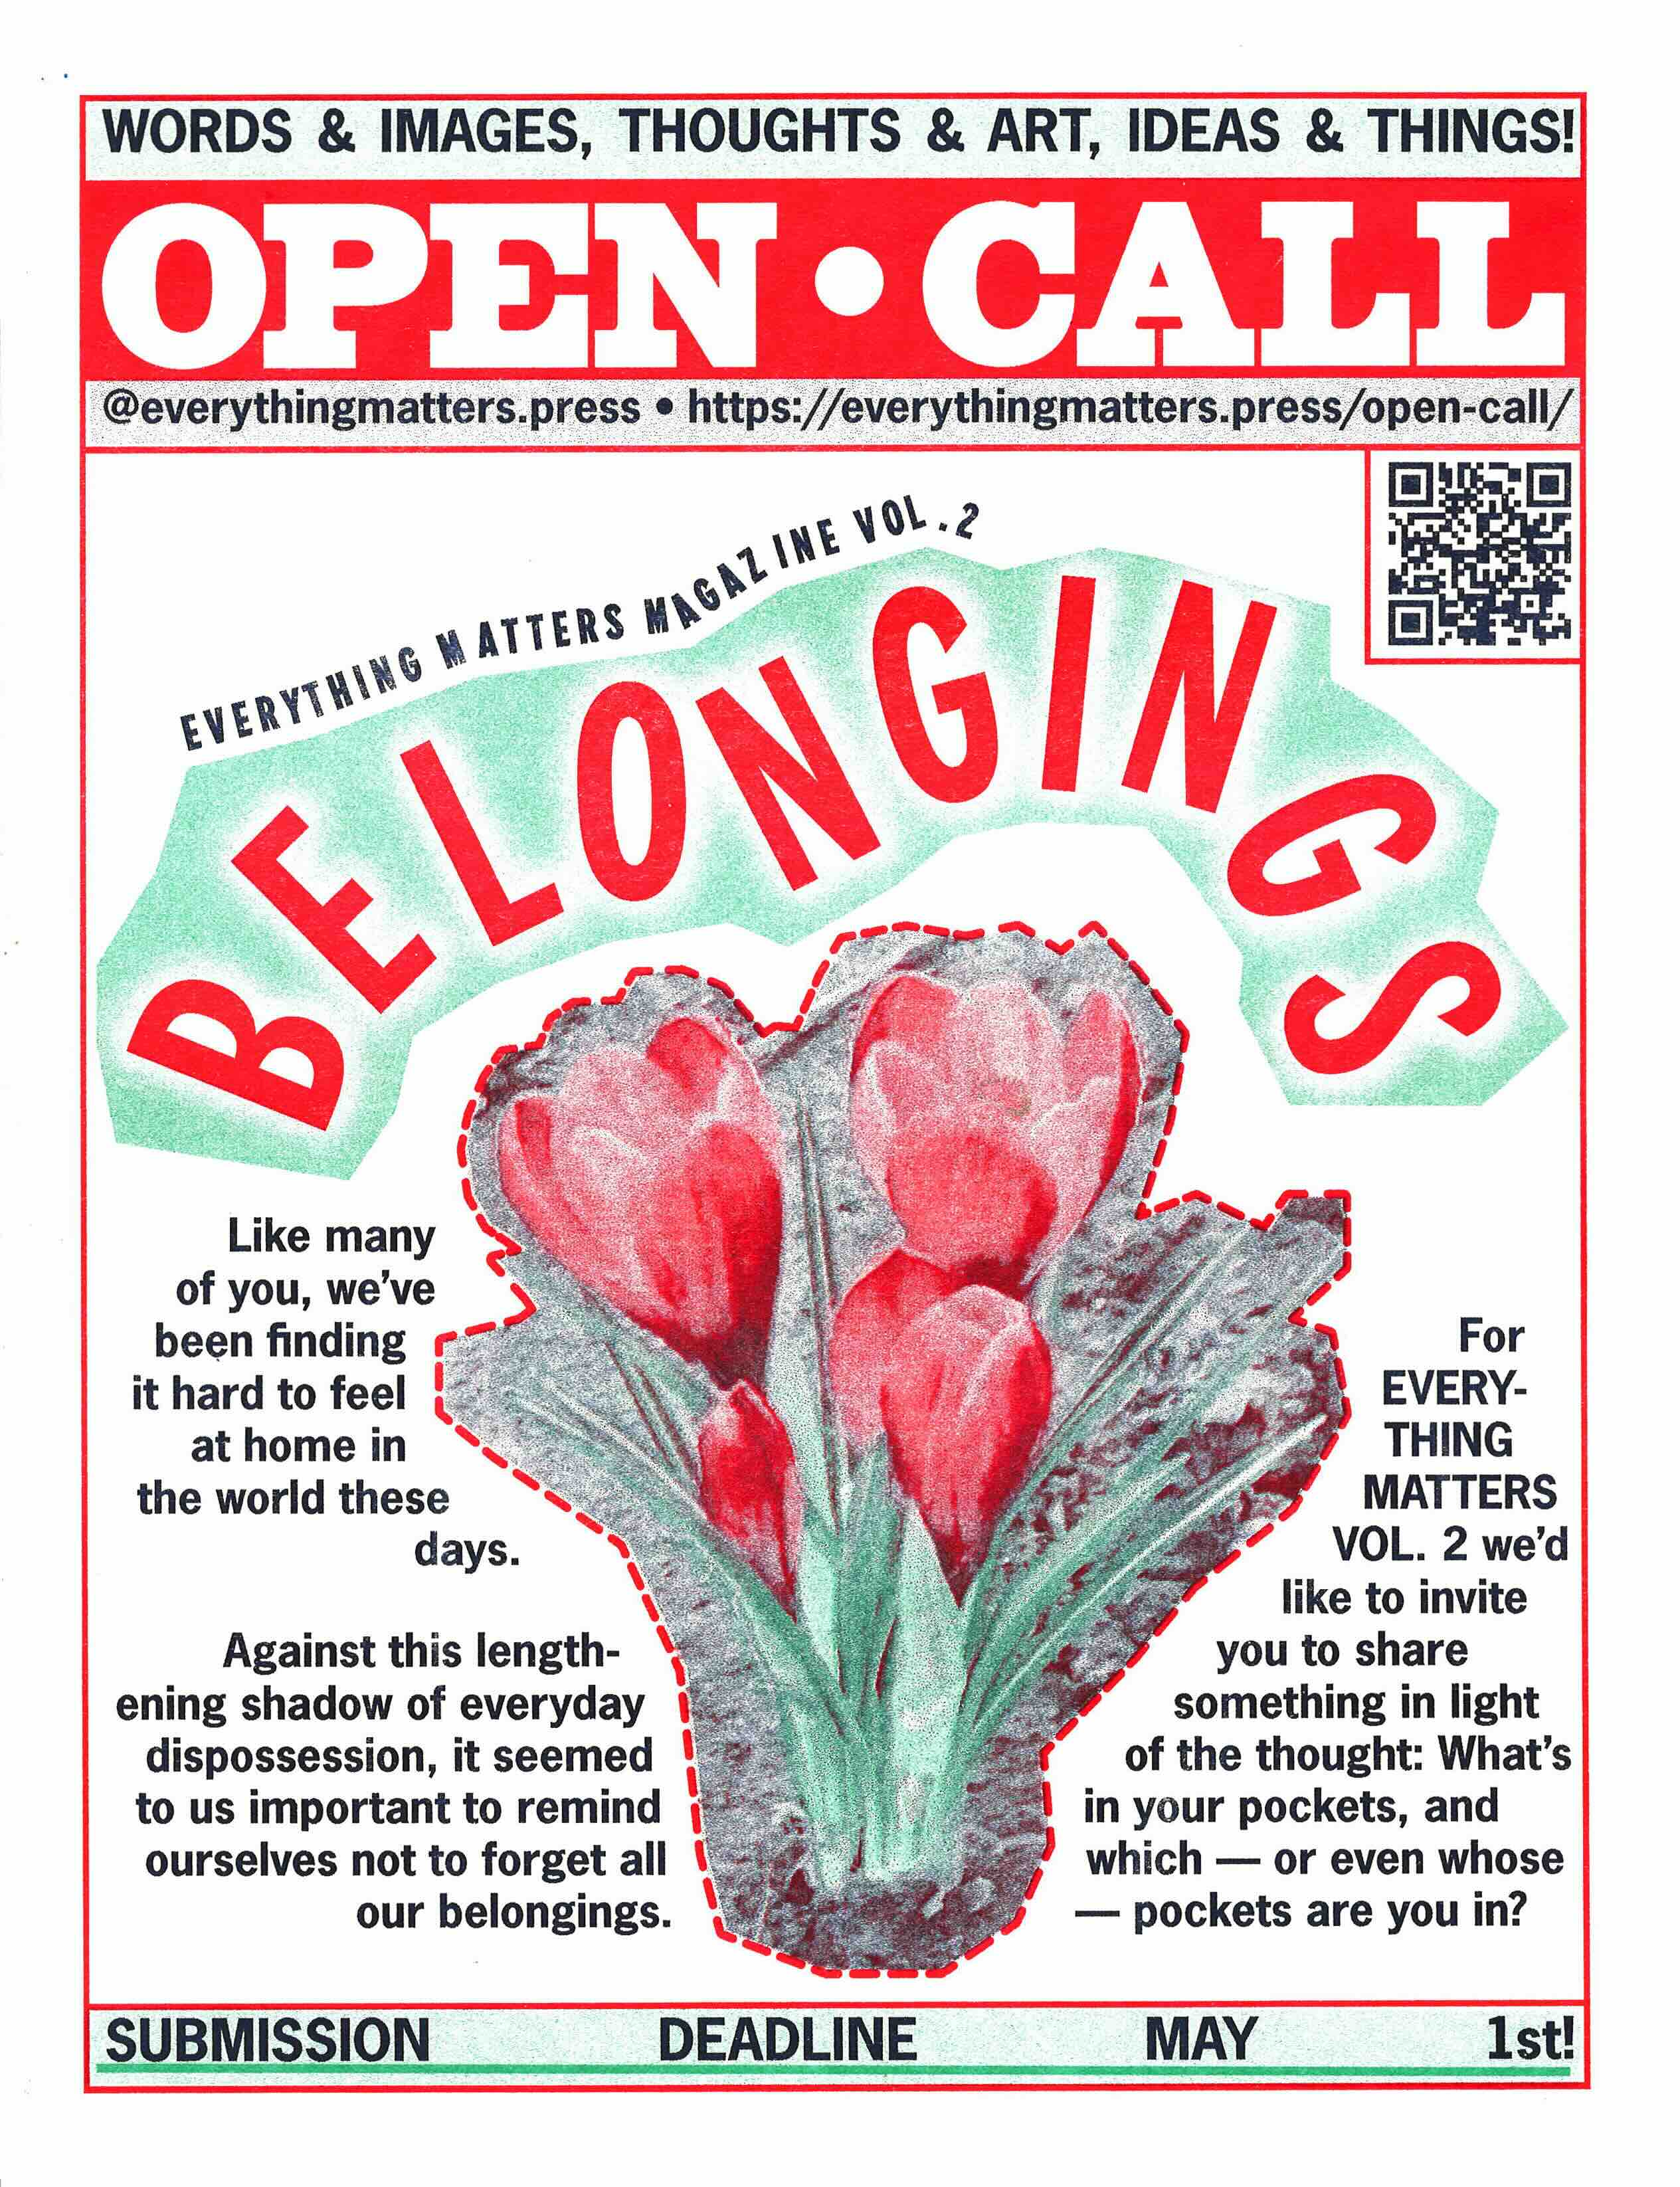 WORDS & IMAGES, THOUGHTS & ART, IDEAS & THINGS!
OPEN • CALL
@everythingmatters.press • https://everythingmatters.press/open-call/
EVERYTHING MATTERS MAGAZINE VOL.2
BELONGINGS
Like many
of you, we've
been finding
it hard to feel
at home in
the world these
days.
Against this length-
ening shadow of everyday
dispossession, it seemed
to us important to remind
ourselves not to forget all
our belongings.
For
EVERY-
THING
MATTERS
VOL. 2 we'd
like to invite
you to share
something in light
of the thought: What's
in your pockets, and
which — or even whose
— pockets are you in?
SUBMISSION DEADLINE MAY 1st!